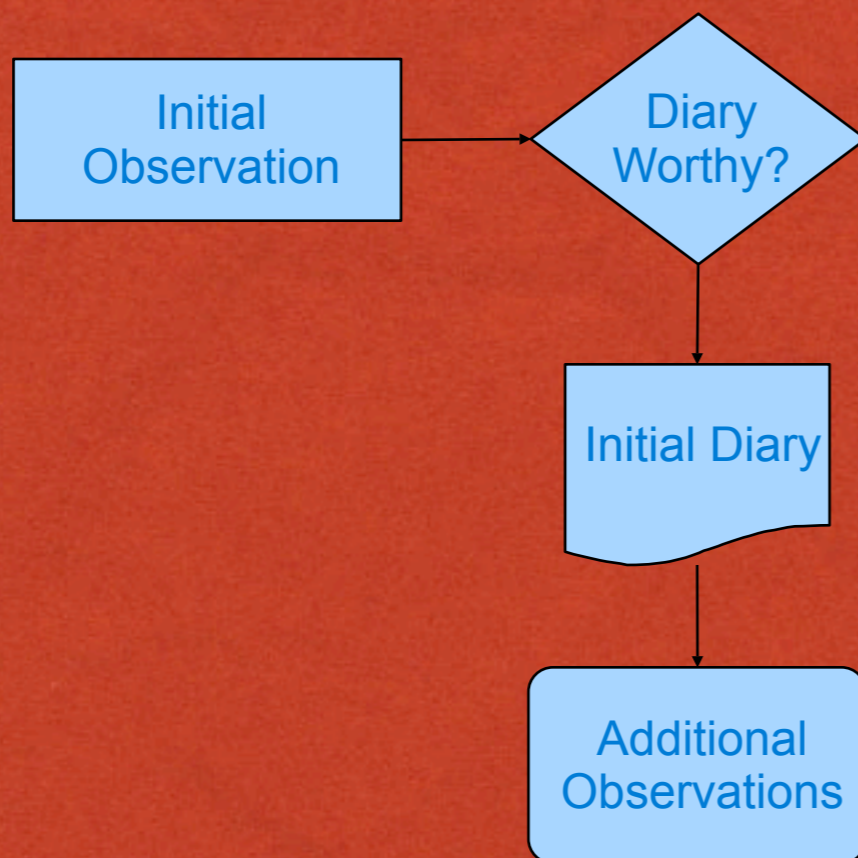 Initial
Observation
Diary
Worthy?
Initial Diary
Additional
Observations